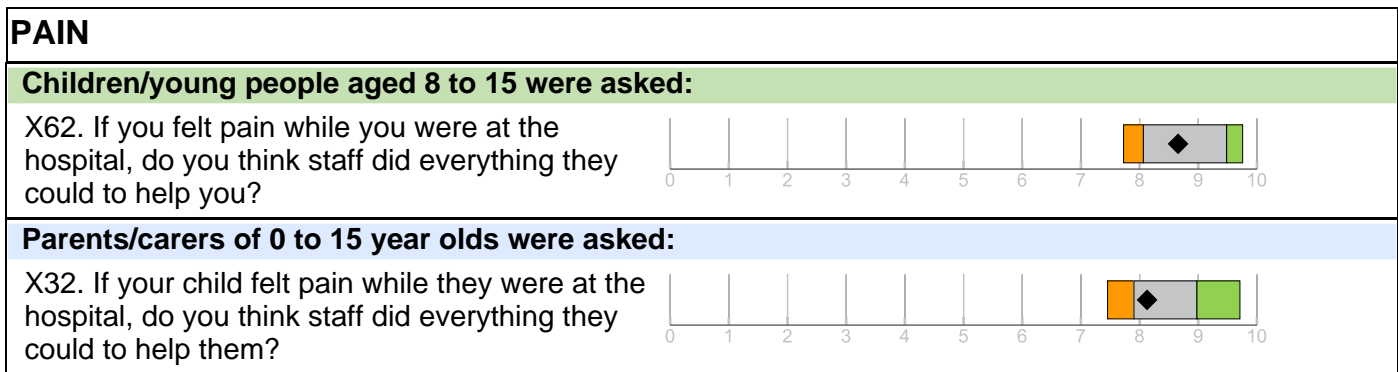 PAIN
Children/young people aged 8 to 15 were asked:
X62. If you felt pain while you were at the
hospital, do you think staff did everything they
could to help you?
0 1 2 3 4 5 6 7 8 9 10
Parents/carers of 0 to 15 year olds were asked:
X32. If your child felt pain while they were at the
hospital, do you think staff did everything they
could to help them?
0 1 2 3 4 5 6 7 8 9 10